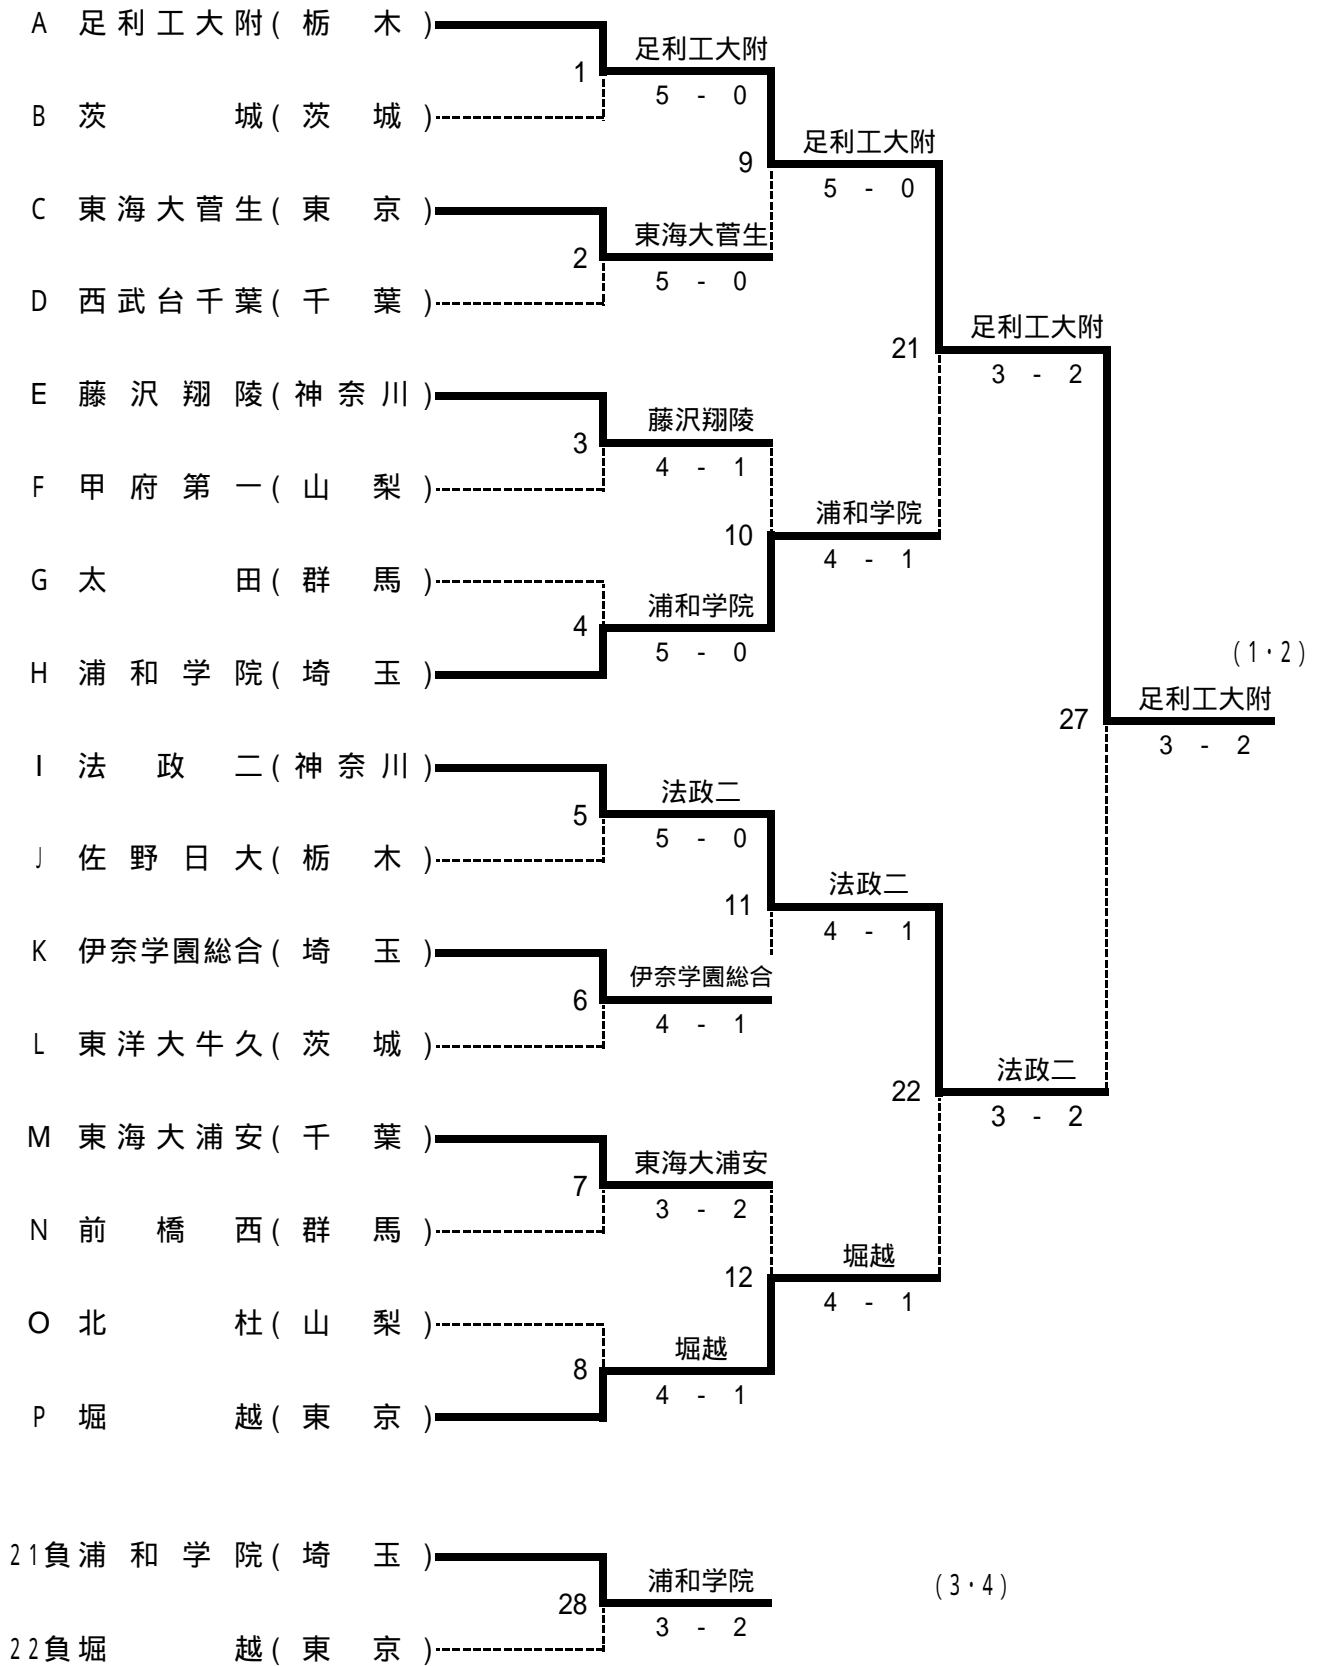 A 足利工大附(栃木)
足利工大附
1
5 - 0
B 茨城(茨城)
足利工大附
9
5 - 0
C 東海大菅生(東京)
東海大菅生
2
5 - 0
D 西武台千葉(千葉)
足利工大附
21
3 - 2
E 藤沢翔陵(神奈川)
藤沢翔陵
3
4 - 1
F 甲府第一(山梨)
浦和学院
10
4 - 1
G 太田(群馬)
浦和学院
4
5 - 0
H 浦和学院(埼玉)
(1・2)
足利工大附
27
3 - 2
I 法政二(神奈川)
法政二
5
5 - 0
J 佐野日大(栃木)
法政二
11
4 - 1
K 伊奈学園総合(埼玉)
伊奈学園総合
6
4 - 1
L 東洋大牛久(茨城)
法政二
22
3 - 2
M 東海大浦安(千葉)
東海大浦安
7
3 - 2
N 前橋西(群馬)
堀越
12
4 - 1
O 北杜(山梨)
堀越
8
4 - 1
P 堀越(東京)
21負浦和学院(埼玉)
浦和学院
(3・4)
28
3 - 2
22負堀越(東京)